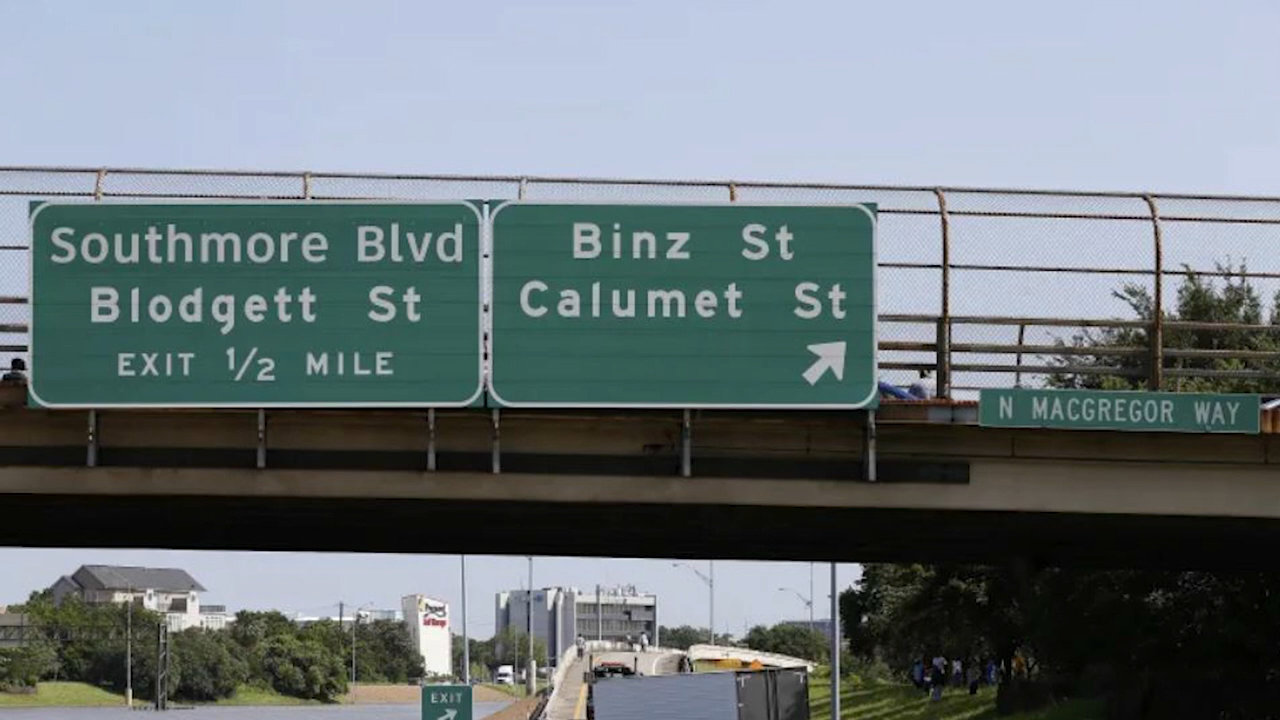 Southmore Blvd
Blodgett St
EXIT 1/2 MILE
Binz St
Calumet St
N MACGREGOR WAY
EXIT